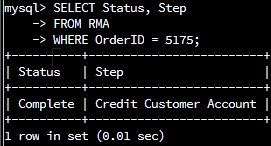 mysql> SELECT Status, Step
    -> FROM RMA
    -> WHERE OrderID = 5175;
+----------+-------------------------+
| Status   | Step                    |
+----------+-------------------------+
| Complete | Credit Customer Account |
+----------+-------------------------+
1 row in set (0.01 sec)